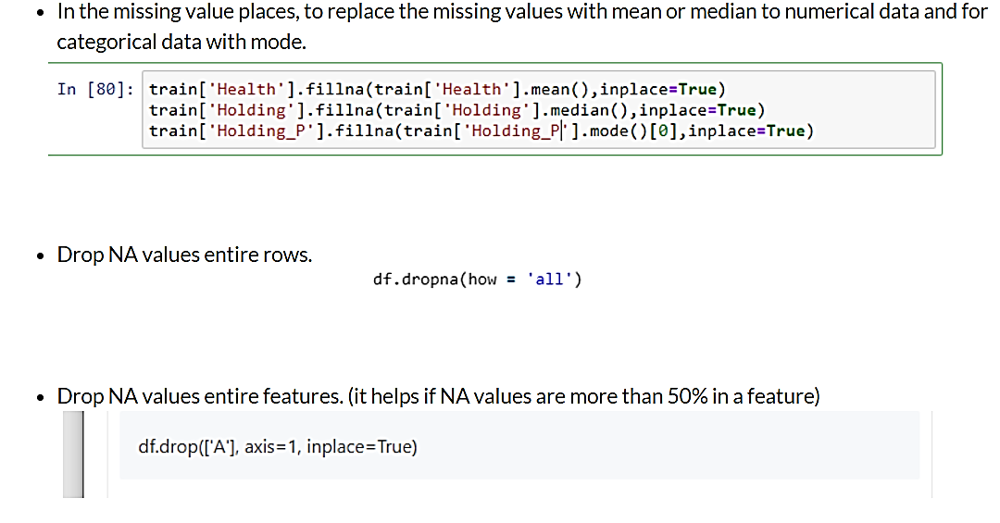 • In the missing value places, to replace the missing values with mean or median to numerical data and for
categorical data with mode.
In [80]: train['Health'].fillna(train['Health'].mean(),inplace=True)
train['Holding'].fillna(train['Holding'].median(),inplace=True)
train['Holding_P'].fillna(train['Holding_P'].mode()[0],inplace=True)
• Drop NA values entire rows.
df.dropna(how = 'all')
• Drop NA values entire features. (it helps if NA values are more than 50% in a feature)
df.drop(['A'], axis=1, inplace=True)